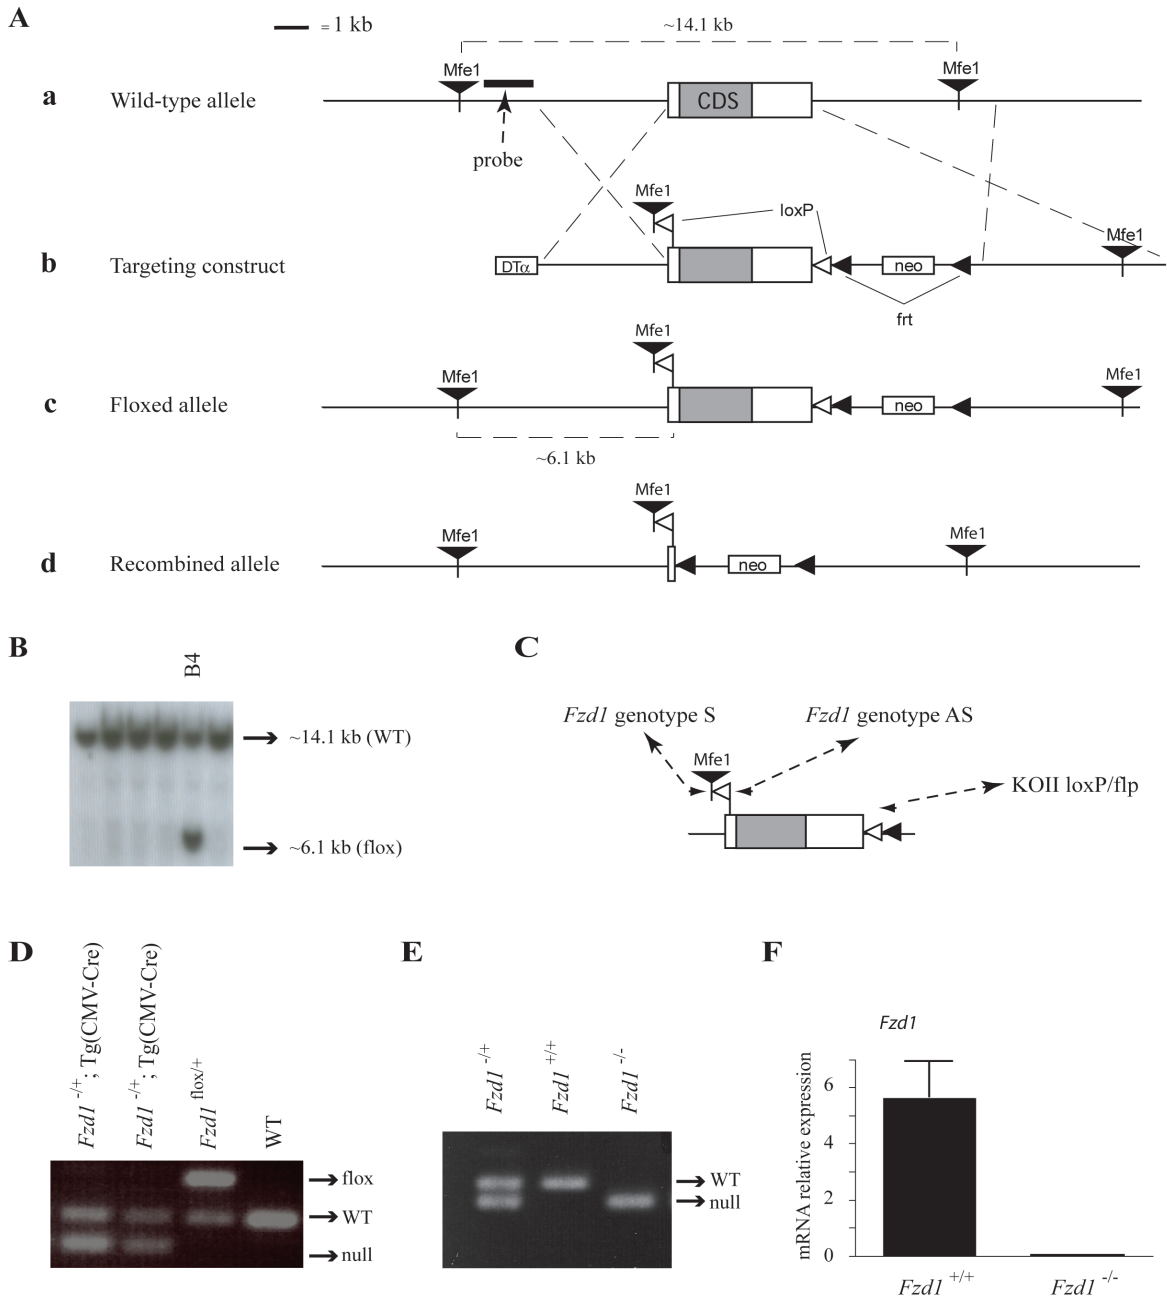 A
= 1 kb
~14.1 kb
Mfe1
Mfe1
a
Wild-type allele
CDS
probe
Mfe1
loxP
Mfe1
b
Targeting construct
DTα
neo
frt
Mfe1
Mfe1
Mfe1
c
Floxed allele
neo
~6.1 kb
Mfe1
Mfe1
Mfe1
d
Recombined allele
neo
B
B4
~14.1 kb (WT)
~6.1 kb (flox)
C
Fzd1 genotype S
Fzd1 genotype AS
Mfe1
KOII loxP/flp
D
Fzd1 -/+; Tg(CMV-Cre)
Fzd1 -/+; Tg(CMV-Cre)
Fzd1 flox/+
WT
flox
WT
null
E
Fzd1 -/+
Fzd1 +/+
Fzd1 -/-
WT
null
F
Fzd1
mRNA relative expression
6
4
2
0
Fzd1 +/+
Fzd1 -/-